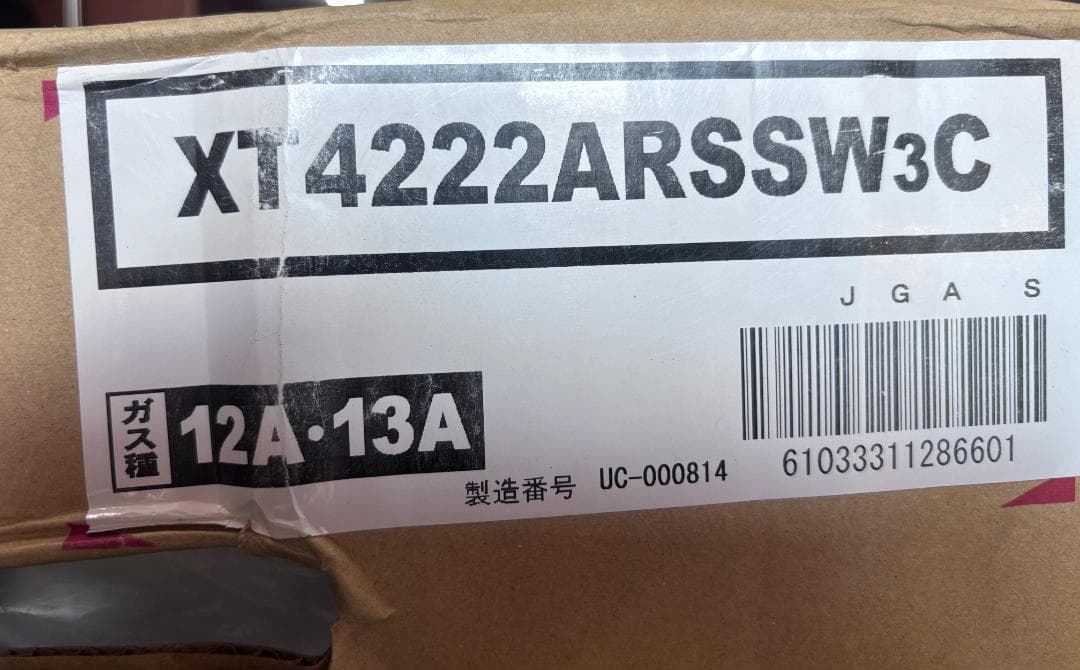 XT4222ARSSW3C
J G A S
ガス種 12A・13A
61033311286601
製造番号 UC-000814